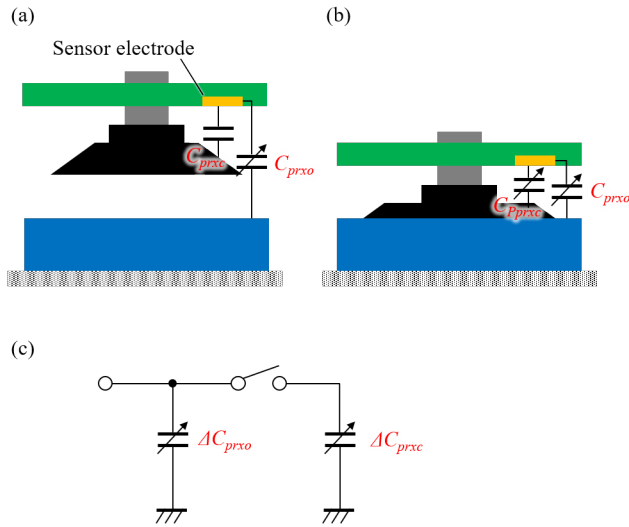 (a)
(b)
Sensor electrode
C_prxc
C_prxo
C_Pprxc
C_prxo
(c)
ΔC_prxo
ΔC_prxc